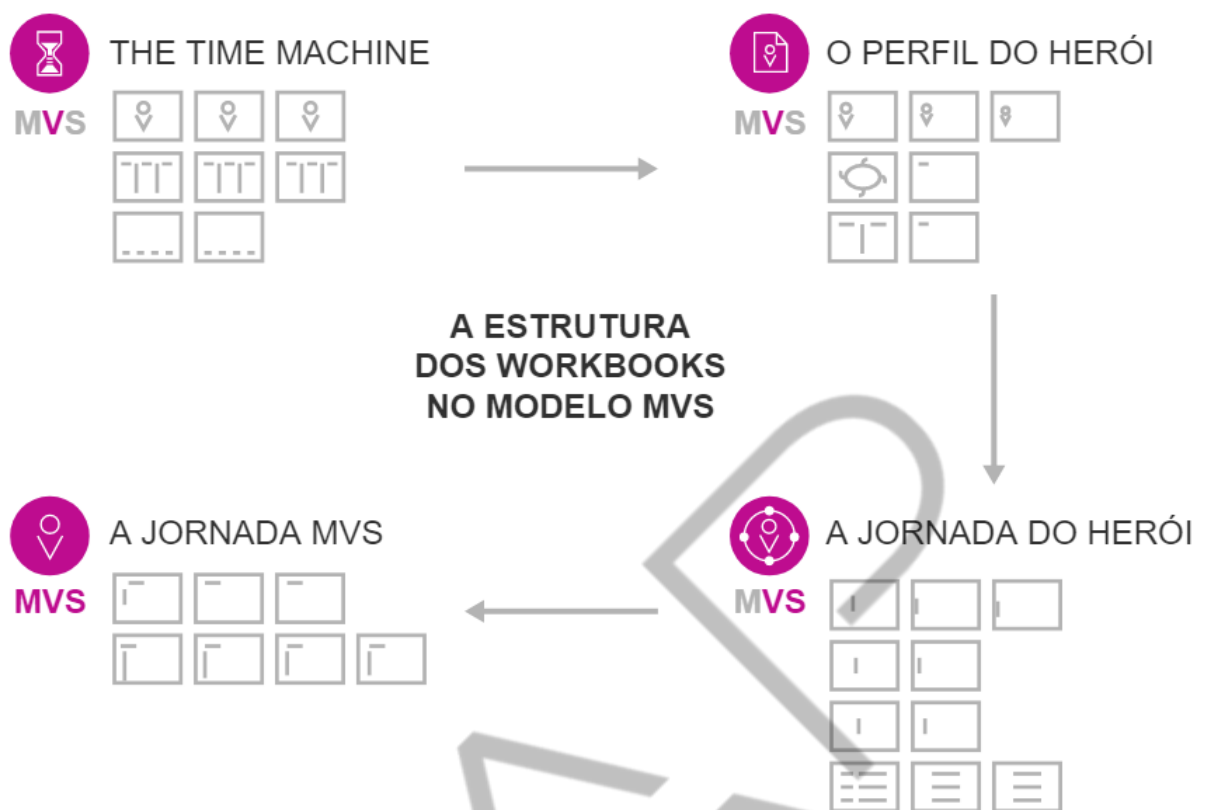 THE TIME MACHINE
MVS
O PERFIL DO HERÓI
MVS
A ESTRUTURA
DOS WORKBOOKS
NO MODELO MVS
A JORNADA MVS
MVS
A JORNADA DO HERÓI
MVS